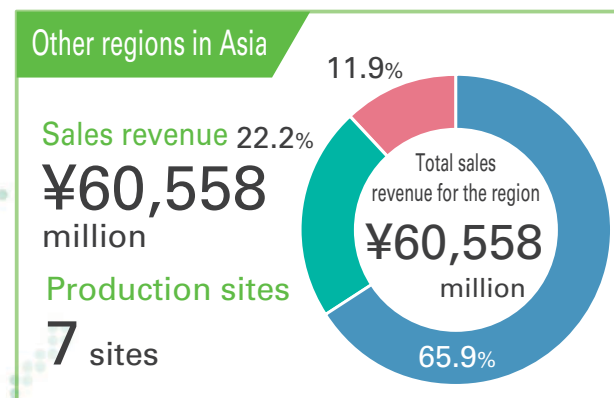 Other regions in Asia
Sales revenue
¥60,558
million
Production sites
7 sites
11.9%
22.2%
65.9%
Total sales
revenue for the region
¥60,558
million